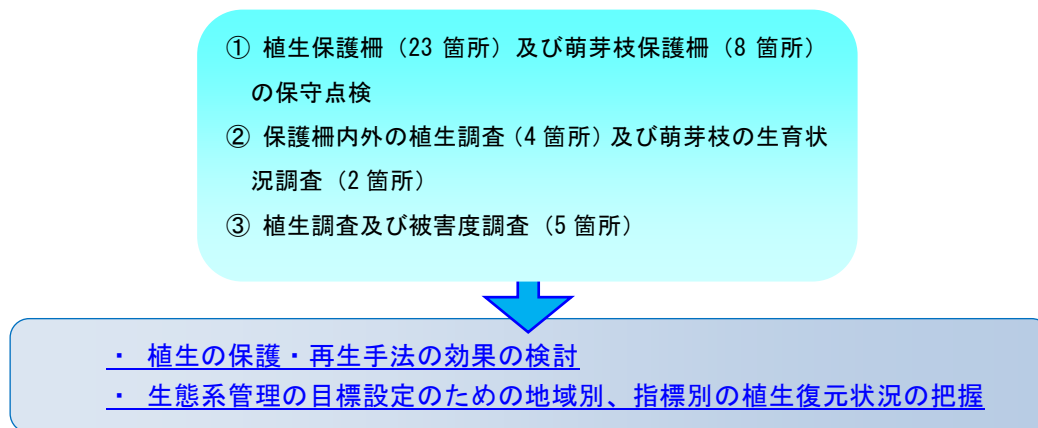 ① 植生保護柵（23 箇所）及び萌芽枝保護柵（8 箇所）
の保守点検
② 保護柵内外の植生調査（4 箇所）及び萌芽枝の生育状
況調査（2 箇所）
③ 植生調査及び被害度調査（5 箇所）
・ 植生の保護・再生手法の効果の検討
・ 生態系管理の目標設定のための地域別、指標別の植生復元状況の把握